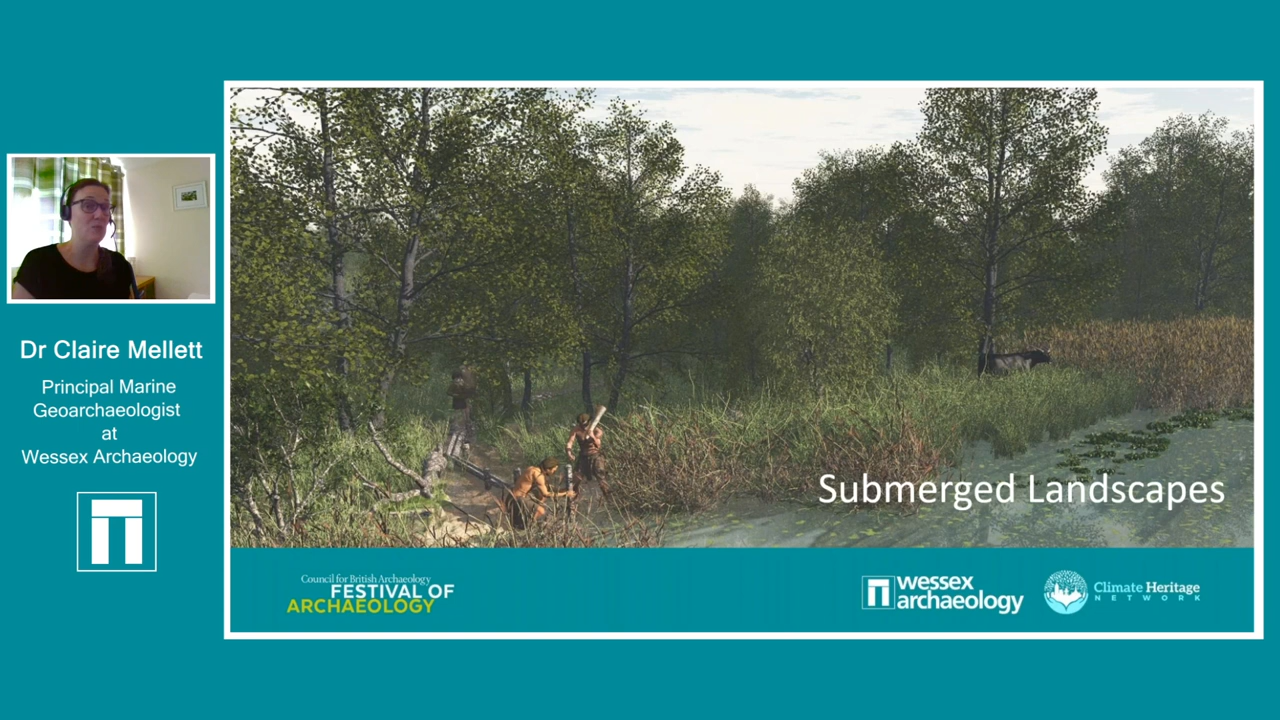 Dr Claire Mellett
Principal Marine
Geoarchaeologist
at
Wessex Archaeology
Submerged Landscapes
Council for British Archaeology
FESTIVAL OF
ARCHAEOLOGY
wessex
archaeology
Climate Heritage
NETWORK